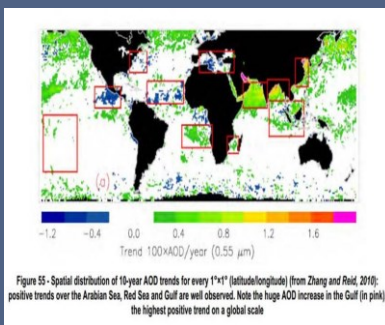 (a)
-1.2 -0.4 0.0 0.4 0.8 1.2 1.6
Trend 100×AOD/year (0.55 μm)
Figure 55 - Spatial distribution of 10-year AOD trends for every 1°×1° (latitude/longitude) (from Zhang and Reid, 2010):
positive trends over the Arabian Sea, Red Sea and Gulf are well observed. Note the huge AOD increase in the Gulf (in pink)
the highest positive trend on a global scale